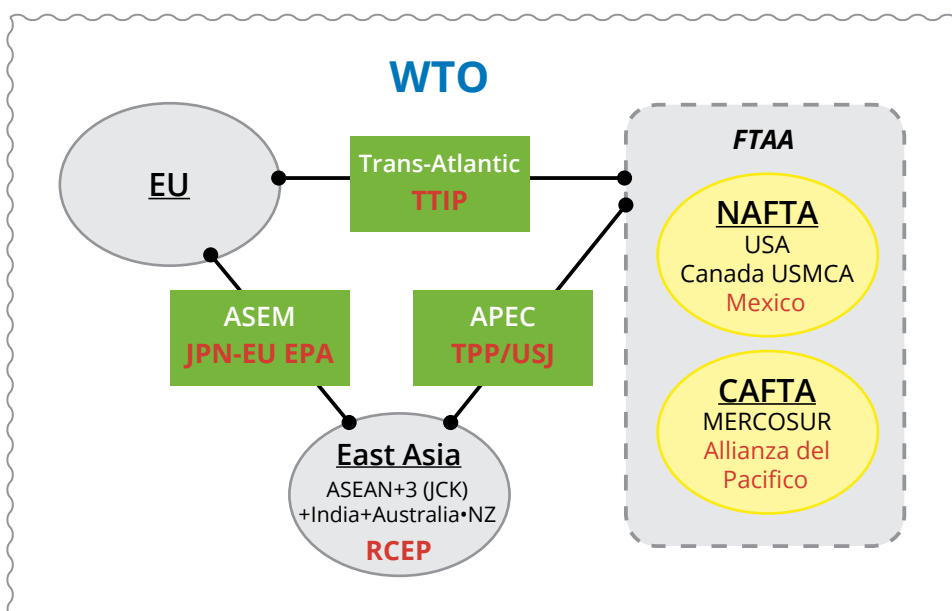 WTO
EU
Trans-Atlantic
TTIP
FTAA
NAFTA
USA
Canada USMCA
Mexico
ASEM
JPN-EU EPA
APEC
TPP/USJ
CAFTA
MERCOSUR
Allianza del
Pacifico
East Asia
ASEAN+3 (JCK)
+India+Australia•NZ
RCEP